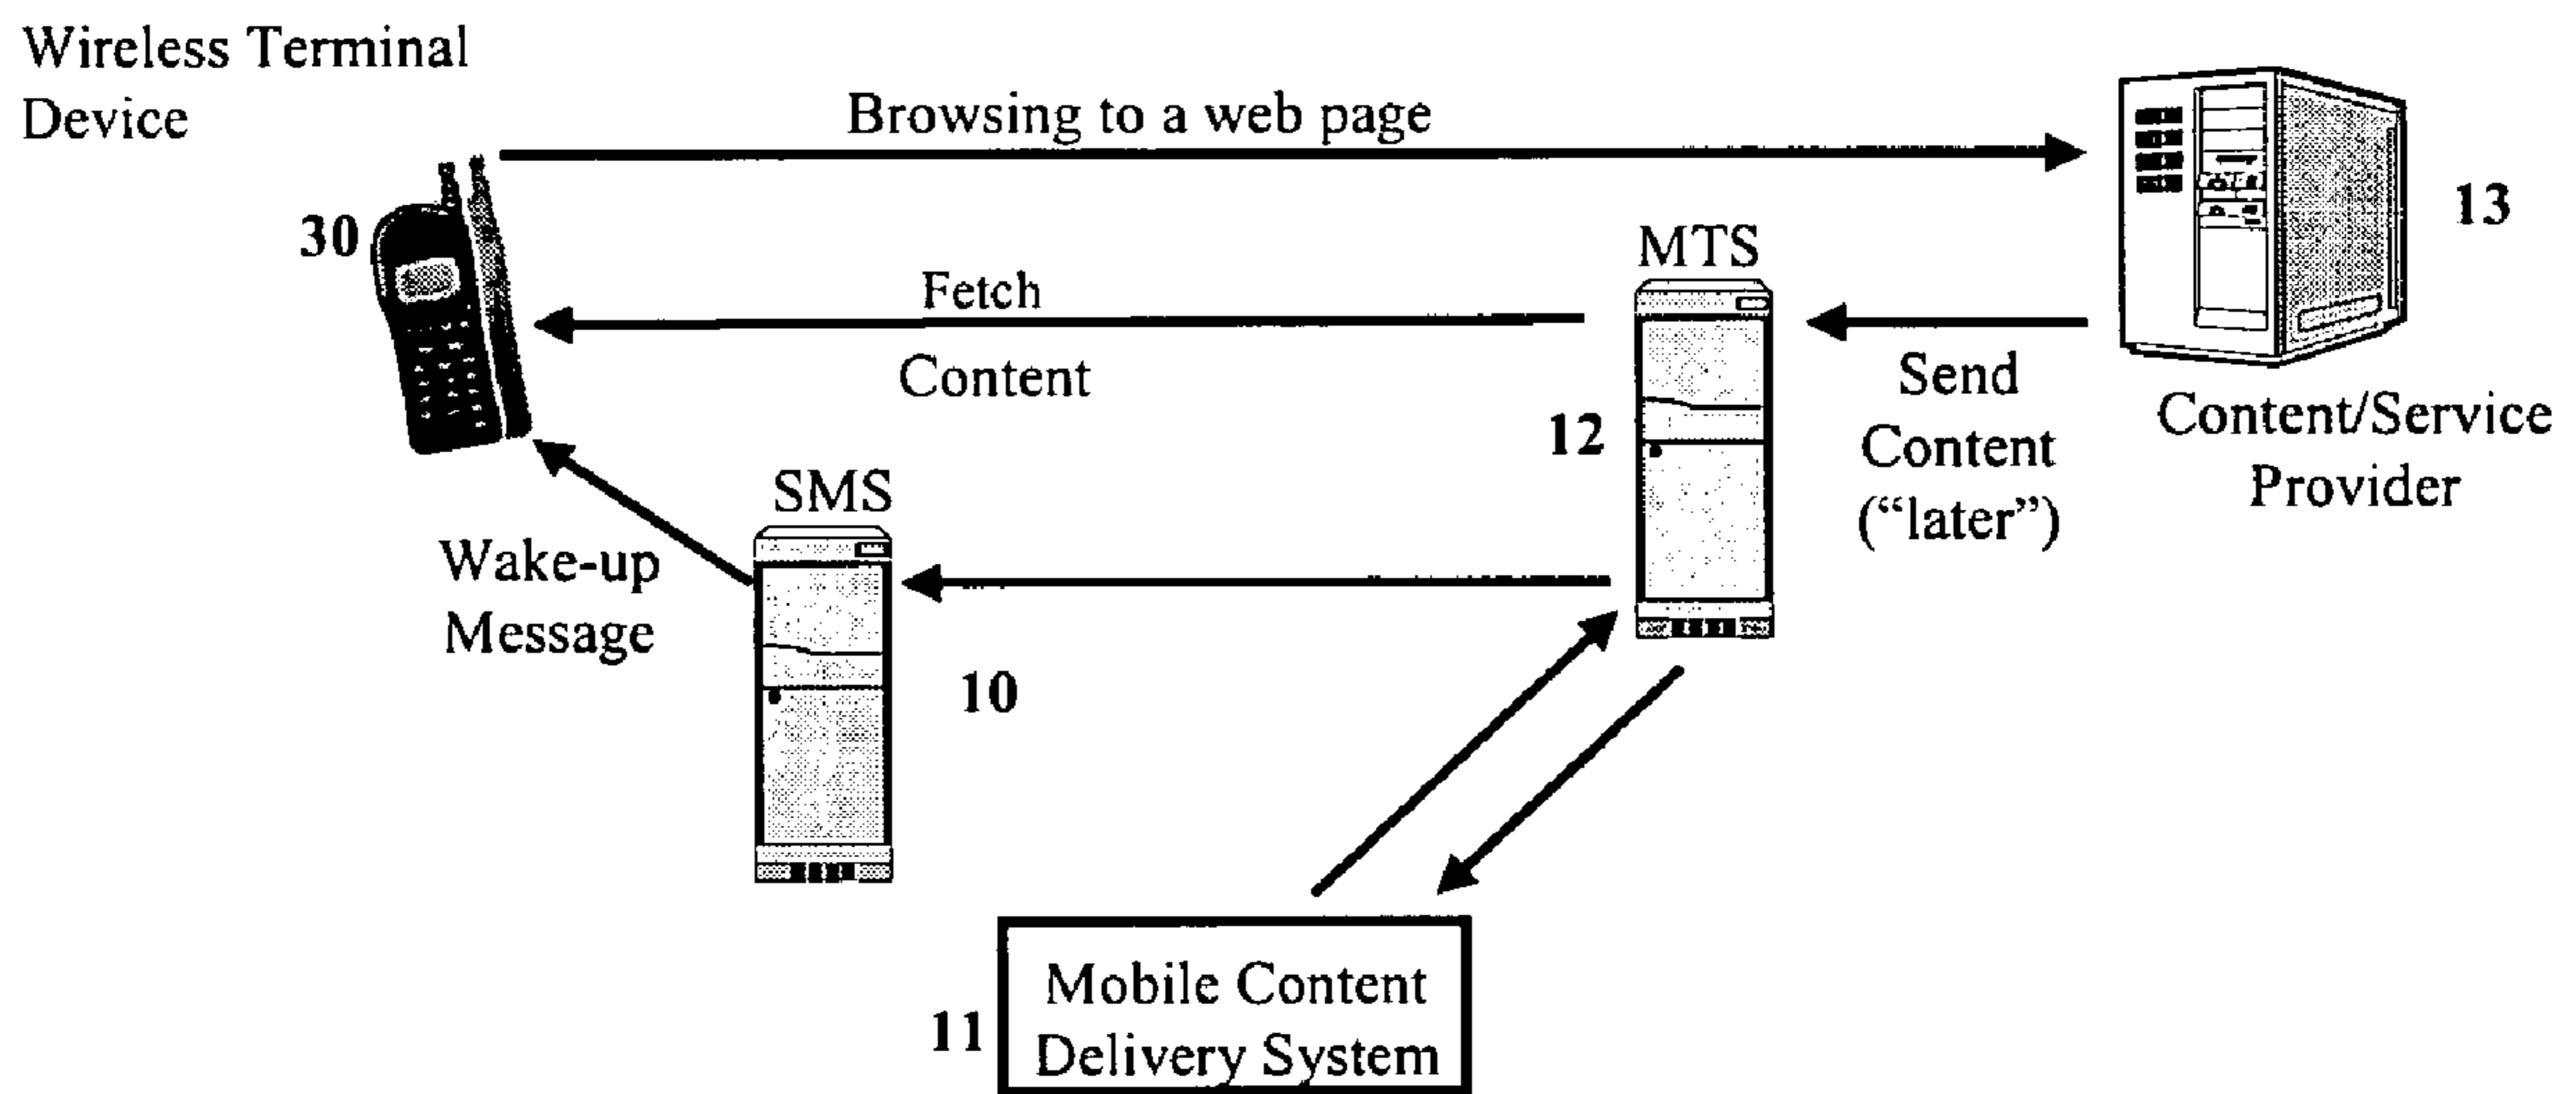 Wireless Terminal
Device
Browsing to a web page
30
13
MTS
Fetch
Content
12
Send
Content
("later")
Content/Service
Provider
SMS
Wake-up
Message
10
11
Mobile Content
Delivery System